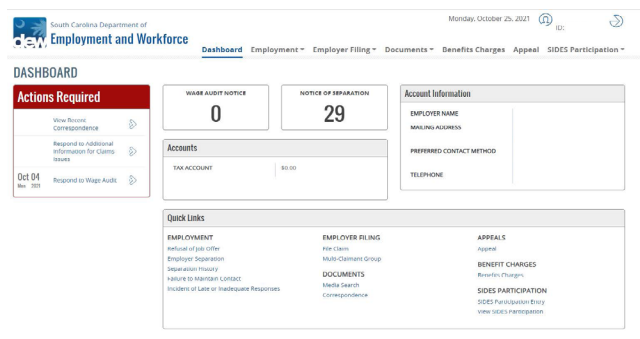 South Carolina Department of
dew Employment and Workforce
Monday, October 25, 2021
ID:
Dashboard Employment Employer Filing Documents Benefits Charges Appeal SIDES Participation
DASHBOARD
Actions Required
View Recent
Correspondence
Respond to Additional
Information for Claims
Issues
Oct 04
2021
Respond to Wage Audit
WAGE AUDIT NOTICE
0
NOTICE OF SEPARATION
29
Accounts
TAX ACCOUNT $0.00
Account Information
EMPLOYER NAME
MAILING ADDRESS
PREFERRED CONTACT METHOD
TELEPHONE
Quick Links
EMPLOYMENT
Refusal of Job Offer
Employer Separation
Separation History
Failure to Maintain Contact
Incident of Late or Inadequate Responses
EMPLOYER FILING
File Claim
Multi-Claimant Group
DOCUMENTS
Media Search
Correspondence
APPEALS
Appeal
BENEFIT CHARGES
Benefits Charges
SIDES PARTICIPATION
SIDES Participation Entry
View SIDES Participation